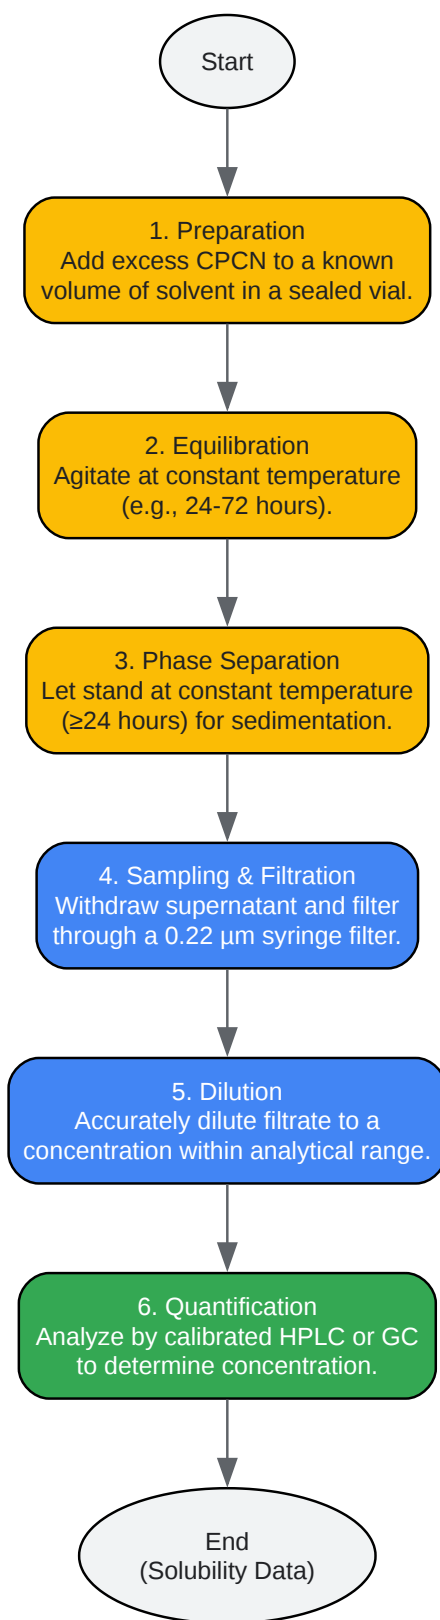 Start
1. Preparation
Add excess CPCN to a known
volume of solvent in a sealed vial.
2. Equilibration
Agitate at constant temperature
(e.g., 24-72 hours).
3. Phase Separation
Let stand at constant temperature
(≥24 hours) for sedimentation.
4. Sampling & Filtration
Withdraw supernatant and filter
through a 0.22 µm syringe filter.
5. Dilution
Accurately dilute filtrate to a
concentration within analytical range.
6. Quantification
Analyze by calibrated HPLC or GC
to determine concentration.
End
(Solubility Data)